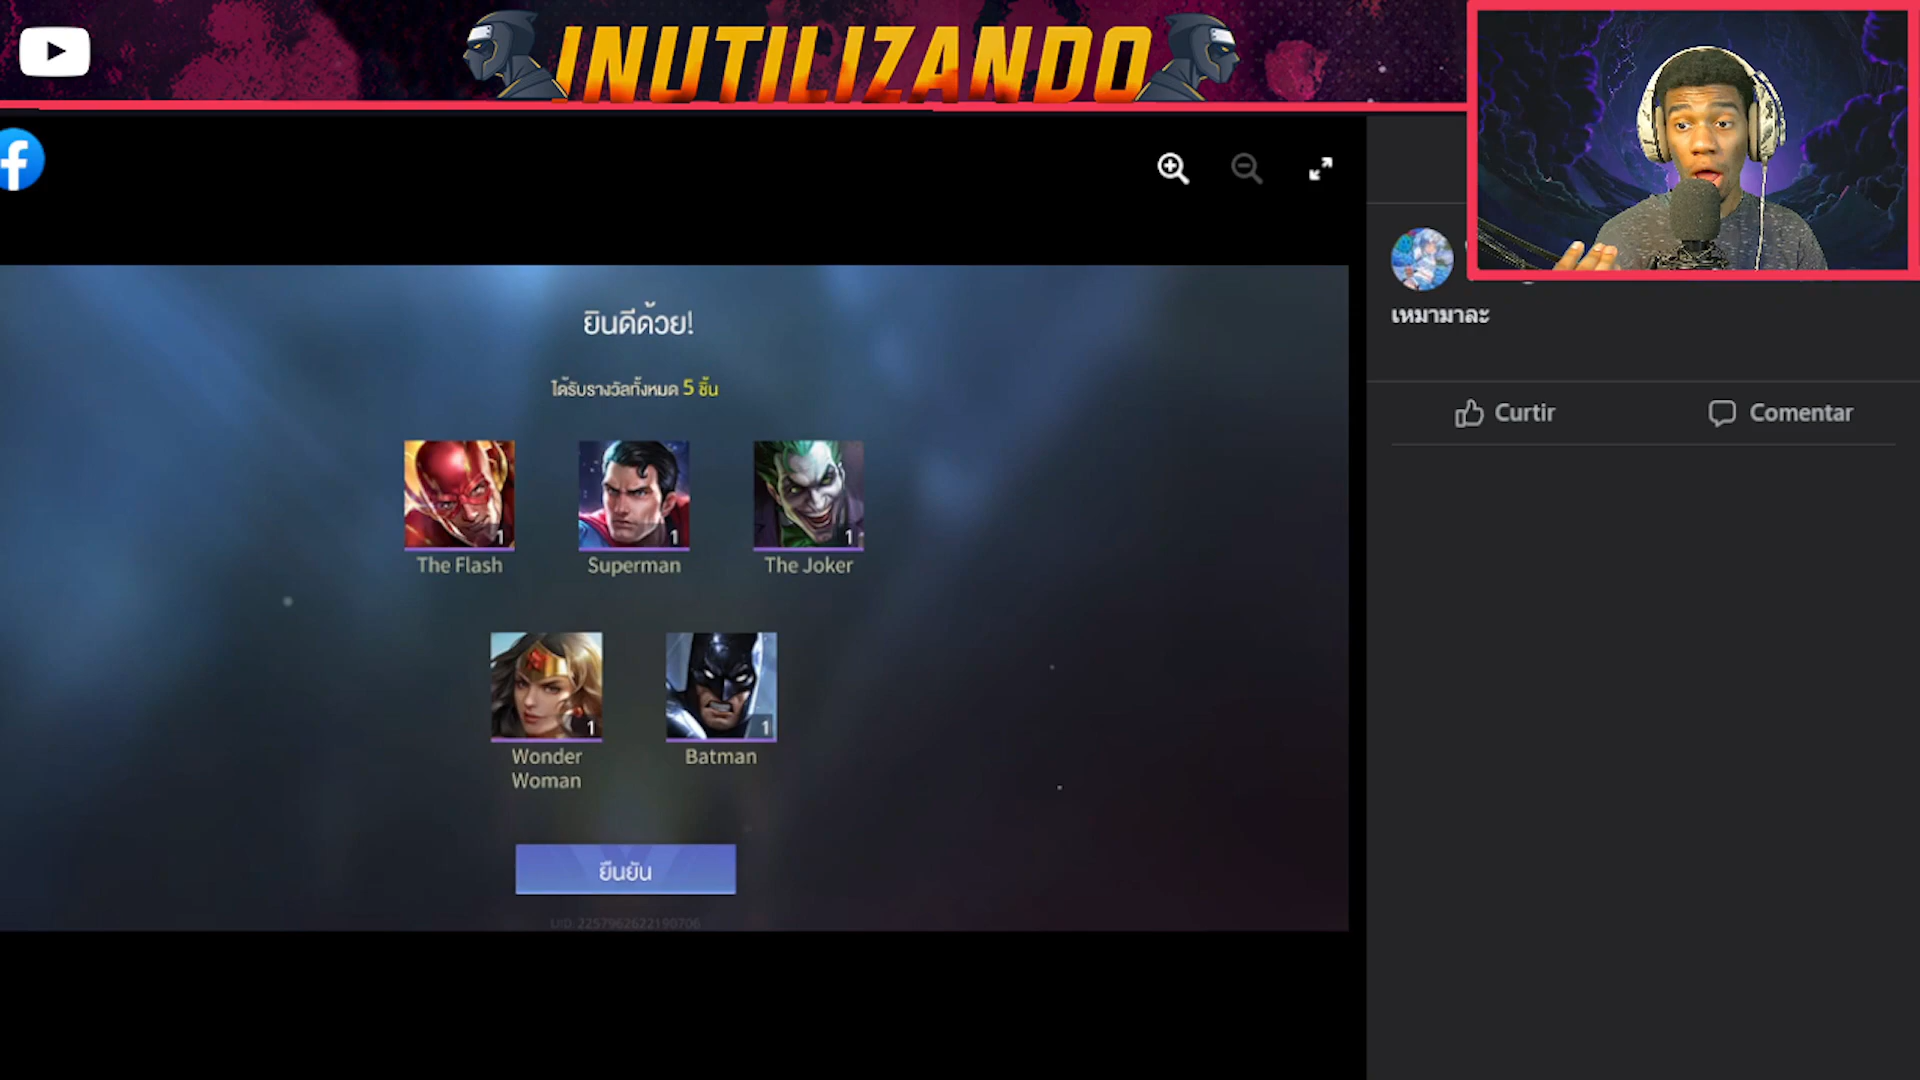 INUTILIZANDO
ยินดีด้วย!
ได้รับรางวัลทั้งหมด 5 ชิ้น
1
1
1
The Flash
Superman
The Joker
1
1
Wonder
Woman
Batman
ยืนยัน
UID: 2257962622190706
เหมามาละ
Curtir
Comentar